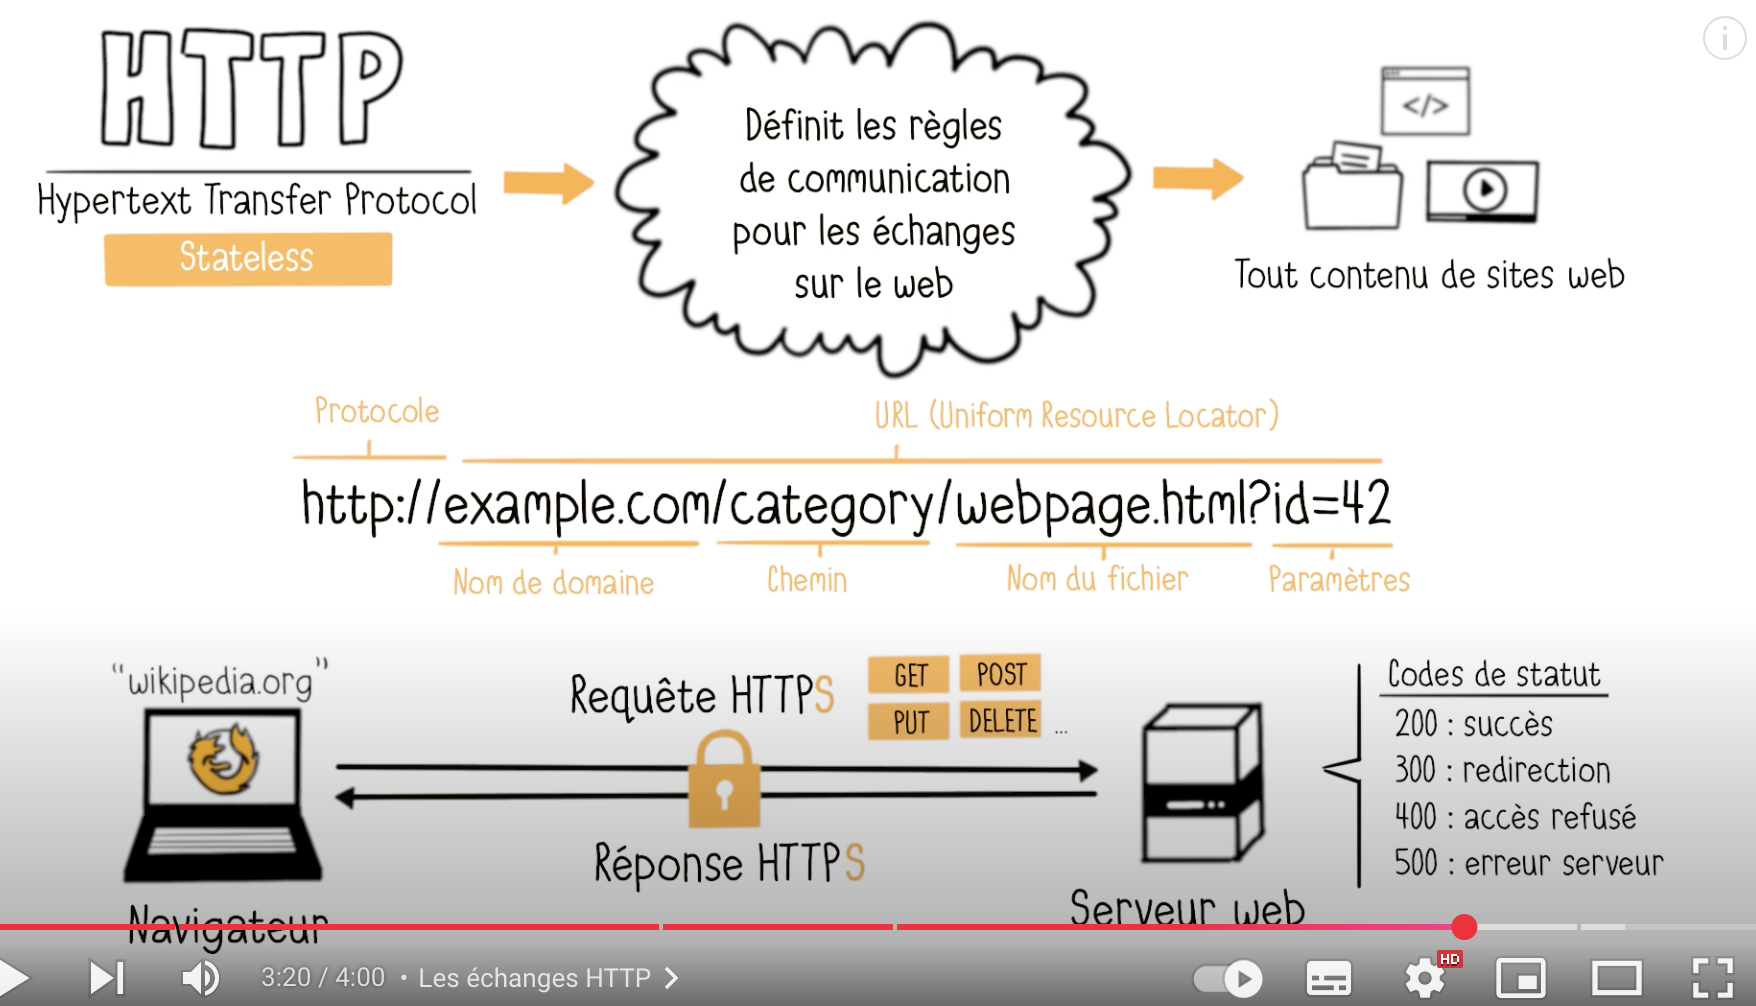 HTTP
Hypertext Transfer Protocol
Stateless
Définit les règles
de communication
pour les échanges
sur le web
</>
Tout contenu de sites web
i
Protocole
URL (Uniform Resource Locator)
http://example.com/category/webpage.html?id=42
Nom de domaine
Chemin
Nom du fichier
Paramètres
"wikipedia.org"
Navigateur
Requête HTTPS
GET
POST
PUT
DELETE
...
Réponse HTTPS
Serveur web
Codes de statut
200 : succès
300 : redirection
400 : accès refusé
500 : erreur serveur
3:20 / 4:00 • Les échanges HTTP
HD